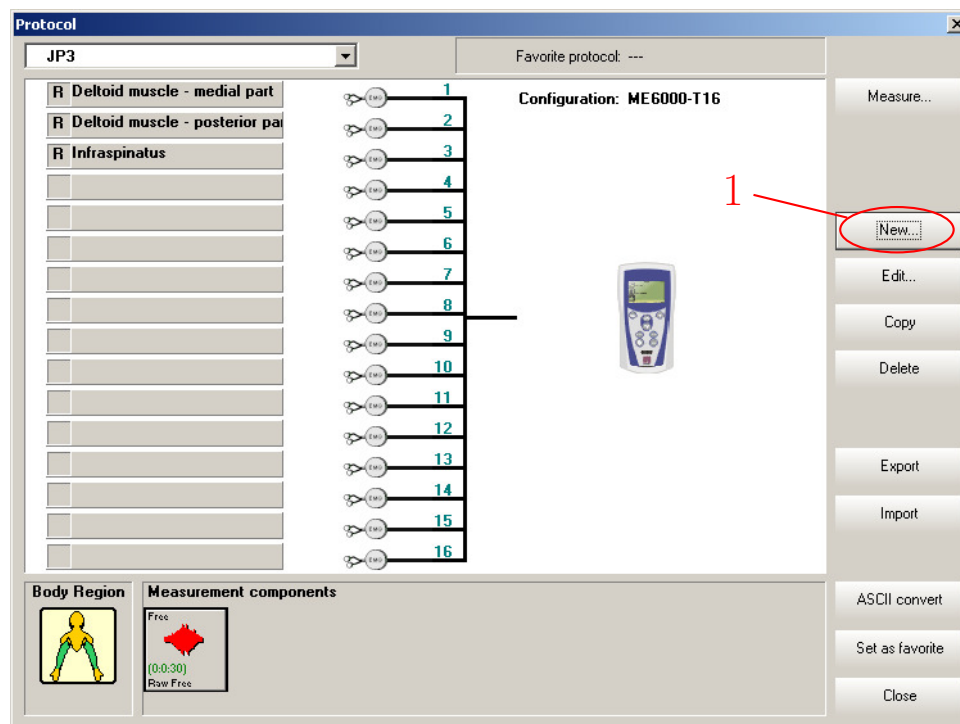 Protocol
JP3
Favorite protocol: ---
R Deltoid muscle - medial part
R Deltoid muscle - posterior par
R Infraspinatus
1
2
3
4
5
6
7
8
9
10
11
12
13
14
15
16
Configuration: ME6000-T16
1
Measure...
New...
Edit...
Copy
Delete
Export
Import
ASCII convert
Set as favorite
Close
Body Region
Measurement components
Free
(0:0:30)
Raw Free